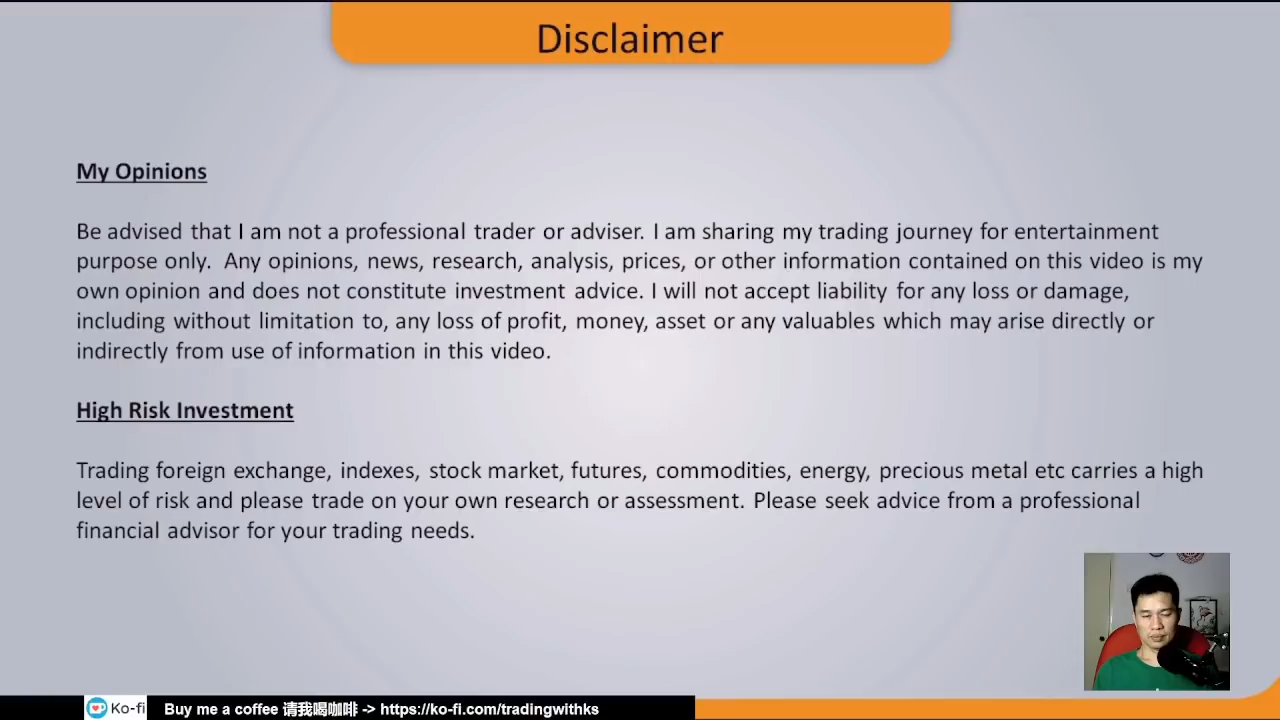 Disclaimer
My Opinions
Be advised that I am not a professional trader or adviser. I am sharing my trading journey for entertainment
purpose only.  Any opinions, news, research, analysis, prices, or other information contained on this video is my
own opinion and does not constitute investment advice. I will not accept liability for any loss or damage,
including without limitation to, any loss of profit, money, asset or any valuables which may arise directly or
indirectly from use of information in this video.
High Risk Investment
Trading foreign exchange, indexes, stock market, futures, commodities, energy, precious metal etc carries a high
level of risk and please trade on your own research or assessment. Please seek advice from a professional
financial advisor for your trading needs.
Ko-fi Buy me a coffee 请我喝咖啡 -> https://ko-fi.com/tradingwithks